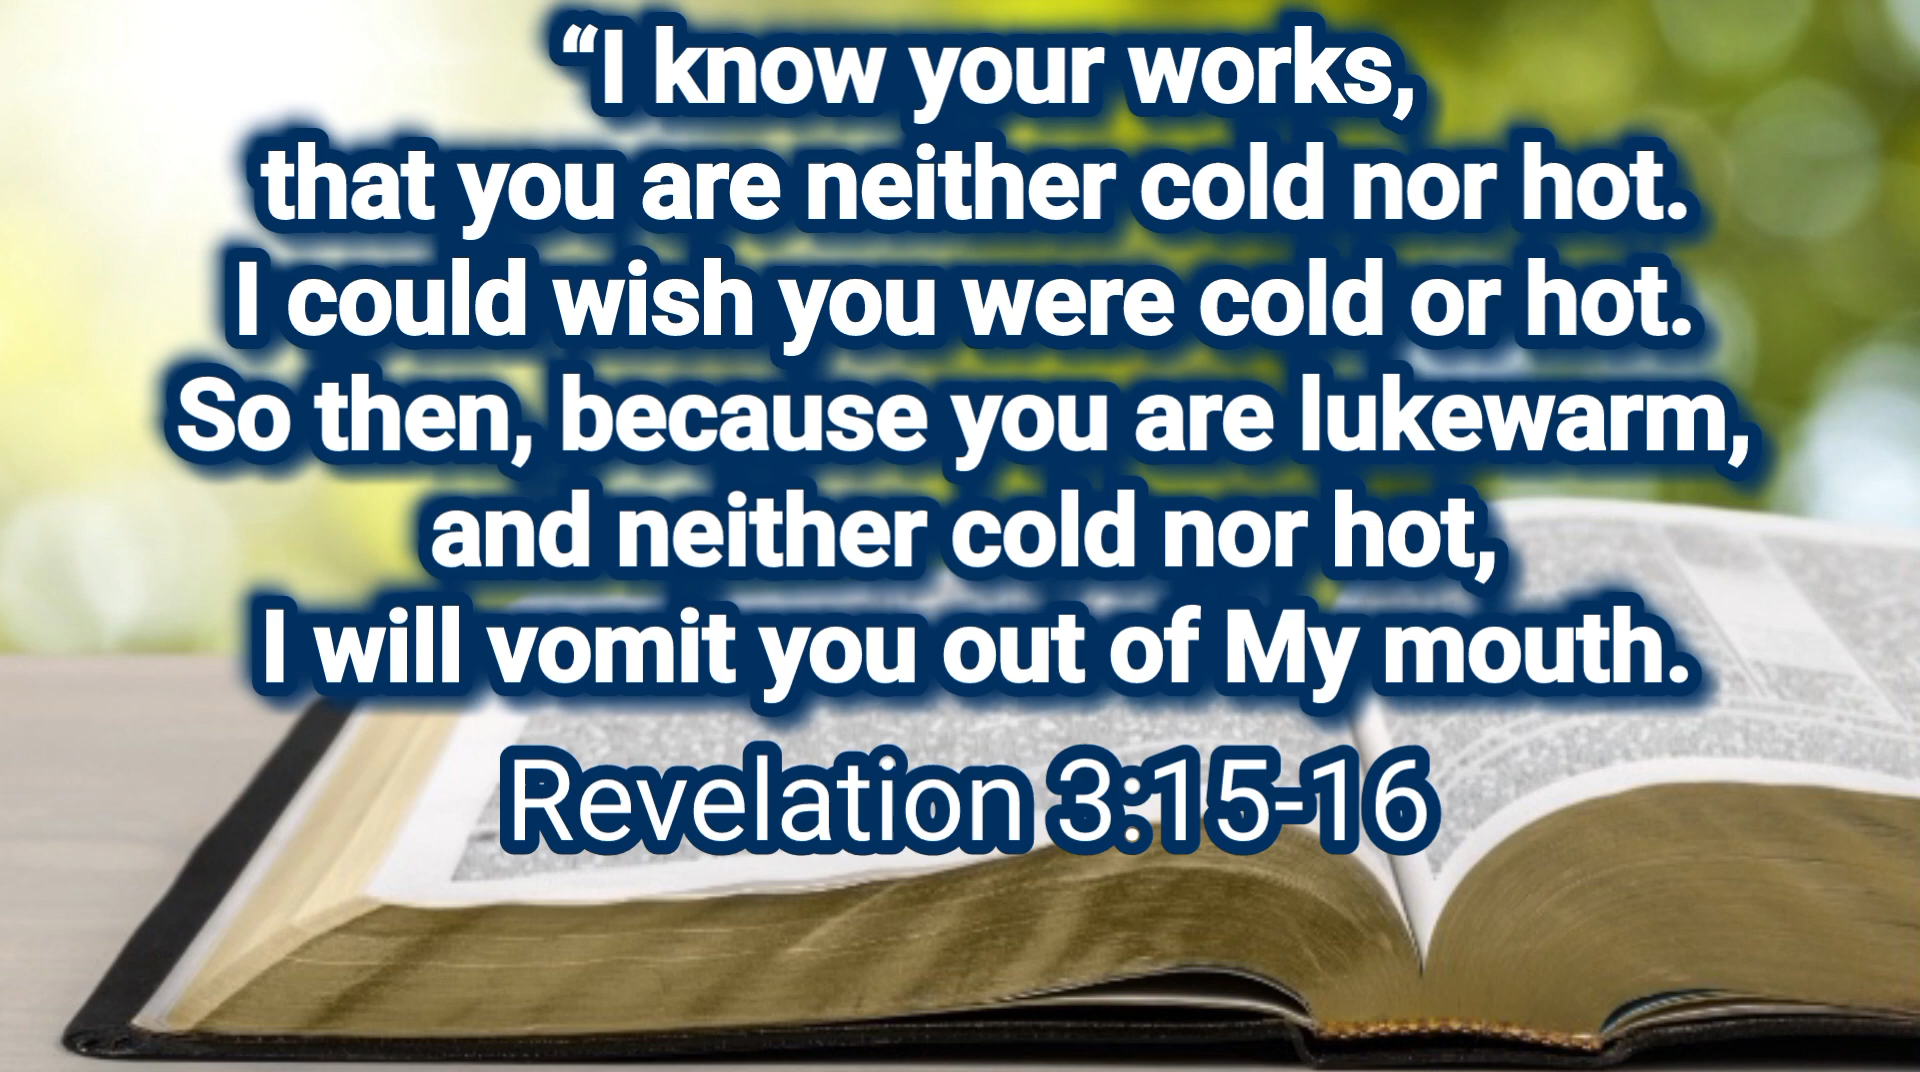 “I know your works,
that you are neither cold nor hot.
I could wish you were cold or hot.
So then, because you are lukewarm,
and neither cold nor hot,
I will vomit you out of My mouth.
Revelation 3:15-16